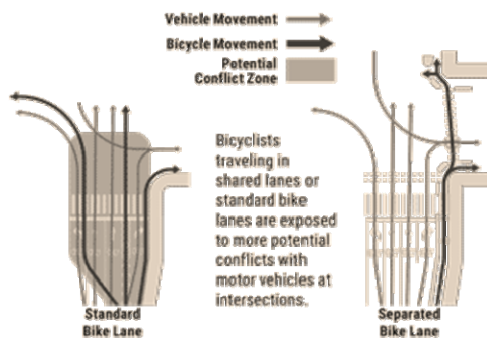 Vehicle Movement
Bicycle Movement
Potential
Conflict Zone
Bicyclists
traveling in
shared lanes or
standard bike
lanes are exposed
to more potential
conflicts with
motor vehicles at
intersections.
Standard
Bike Lane
Separated
Bike Lane